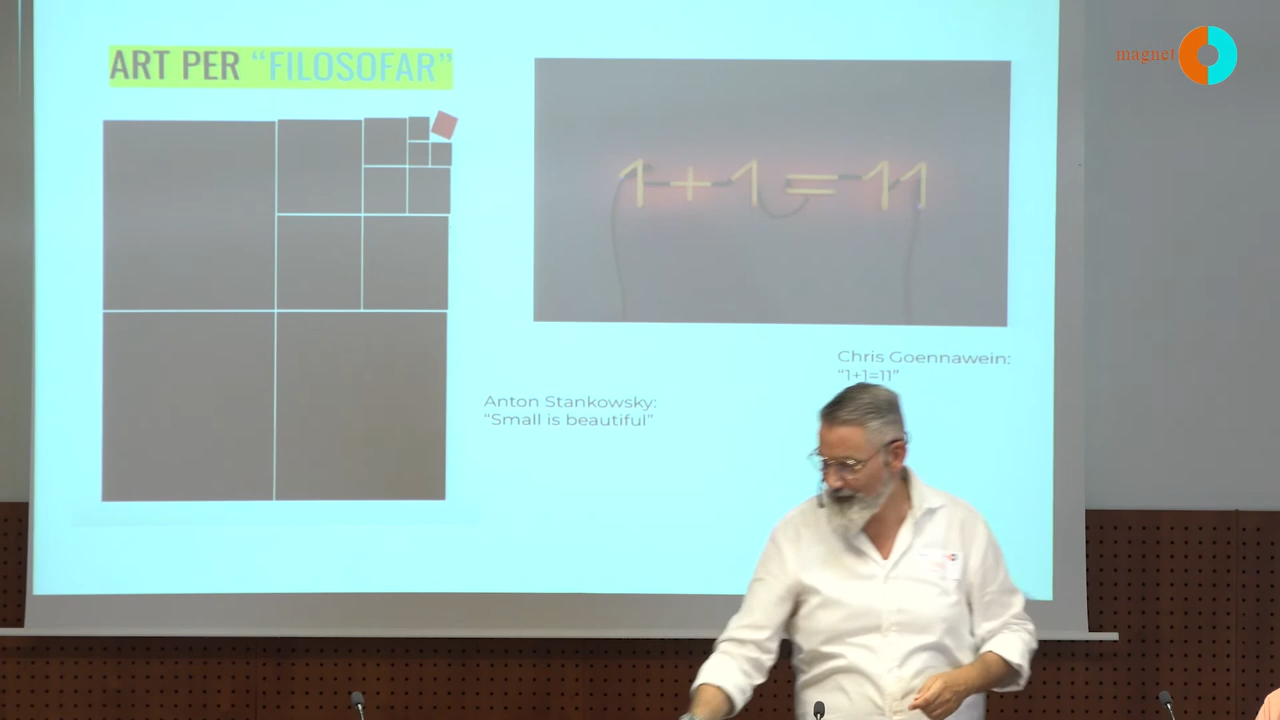 ART PER “FILOSOFAR”
magnet
1+1=11
Chris Goennawein:
“1+1=11”
Anton Stankowsky:
“Small is beautiful”